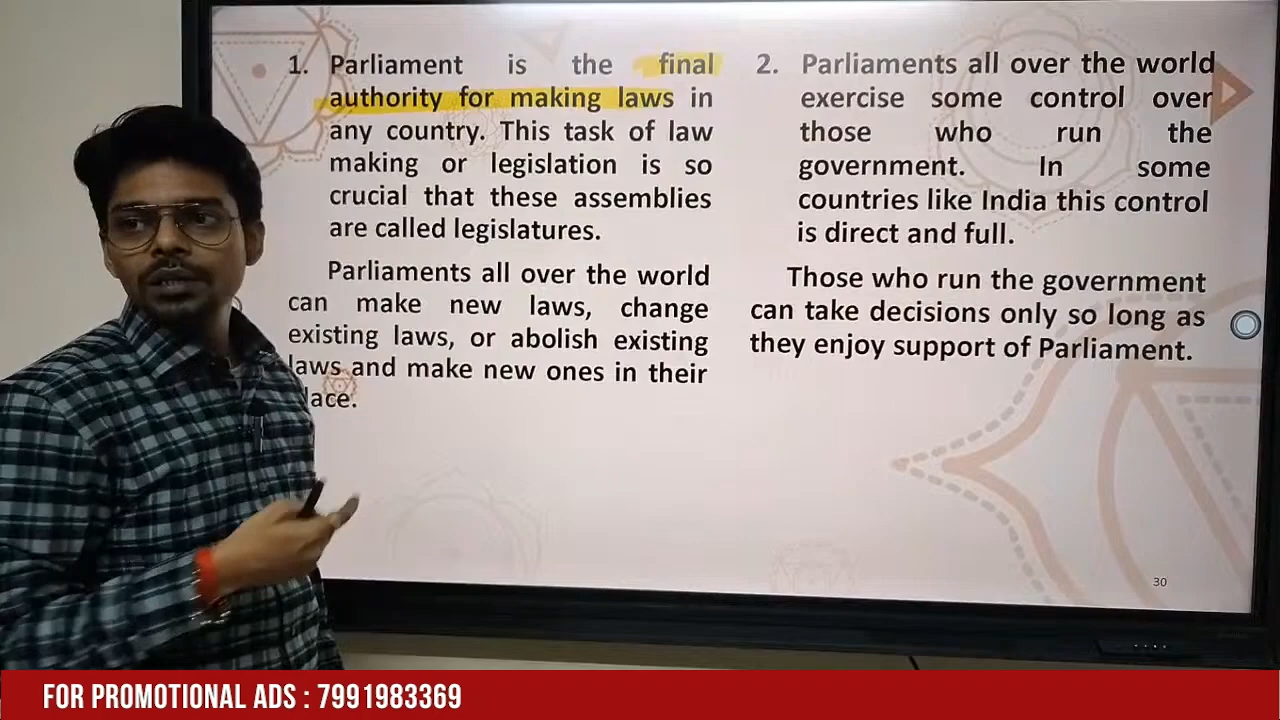 1. Parliament is the final
authority for making laws in
any country. This task of law
making or legislation is so
crucial that these assemblies
are called legislatures.
Parliaments all over the world
can make new laws, change
existing laws, or abolish existing
laws and make new ones in their
lace.
2. Parliaments all over the world
exercise some control over
those who run the
government. In some
countries like India this control
is direct and full.
Those who run the government
can take decisions only so long as
they enjoy support of Parliament.
30
FOR PROMOTIONAL ADS : 7991983369